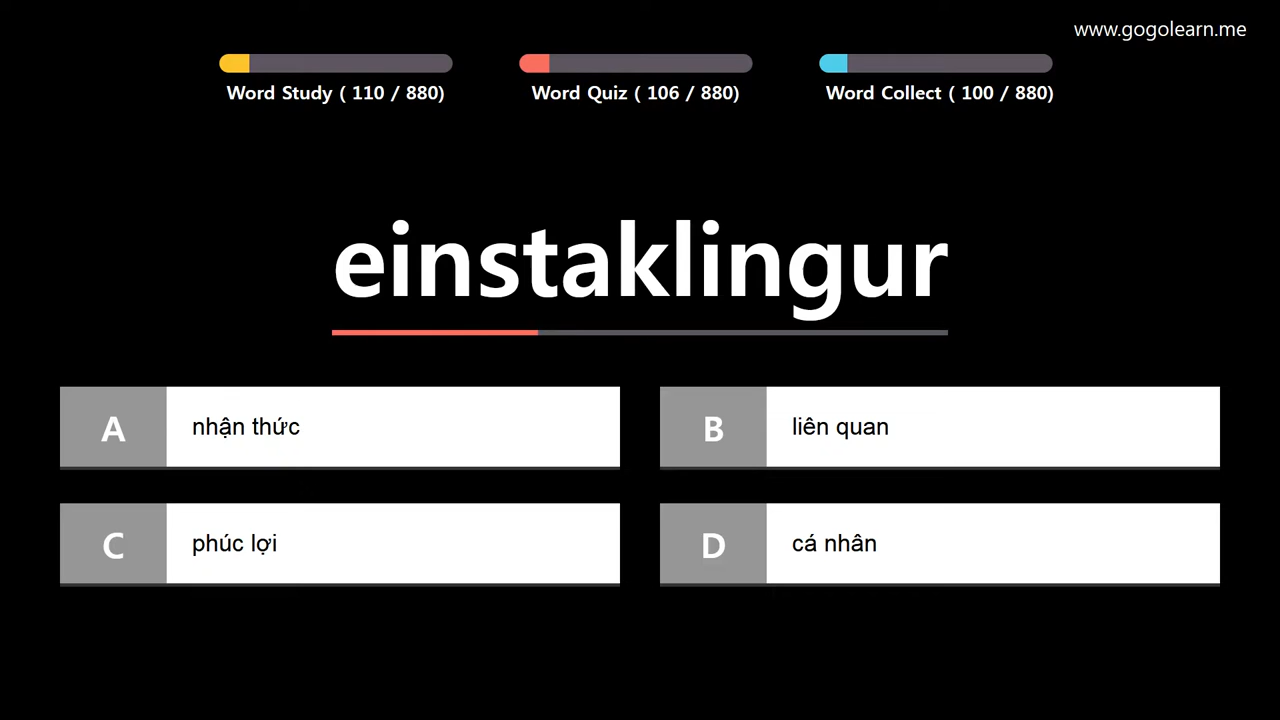 www.gogolearn.me
Word Study ( 110 / 880)
Word Quiz ( 106 / 880)
Word Collect ( 100 / 880)
einstaklingur
A nhận thức
B liên quan
C phúc lợi
D cá nhân